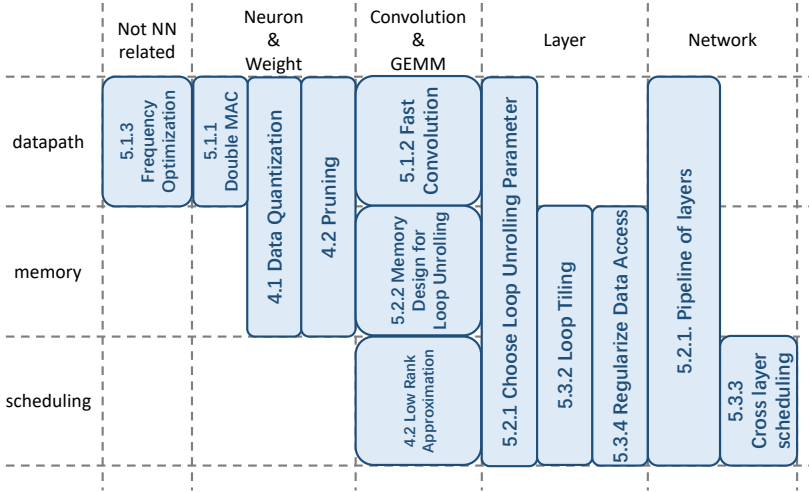 Not NN
related
Neuron
&
Weight
Convolution
&
GEMM
Layer
Network
datapath
memory
scheduling
5.1.3
Frequency
Optimization
5.1.1
Double MAC
4.1 Data Quantization
4.2 Pruning
5.1.2 Fast
Convolution
5.2.2 Memory
Design for
Loop Unrolling
4.2 Low Rank
Approximation
5.2.1 Choose Loop Unrolling Parameter
5.3.2 Loop Tiling
5.3.4 Regularize Data Access
5.2.1. Pipeline of layers
5.3.3
Cross layer
scheduling